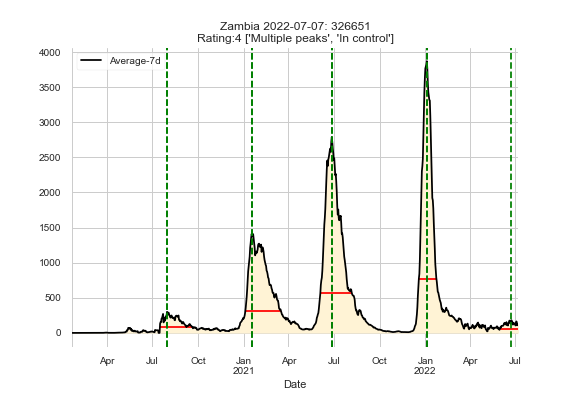 Zambia 2022-07-07: 326651
Rating:4 ['Multiple peaks', 'In control']
Average-7d
4000
3500
3000
2500
2000
1500
1000
500
0
Apr Jul Oct Jan Apr Jul Oct Jan Apr Jul
2021 2022
Date